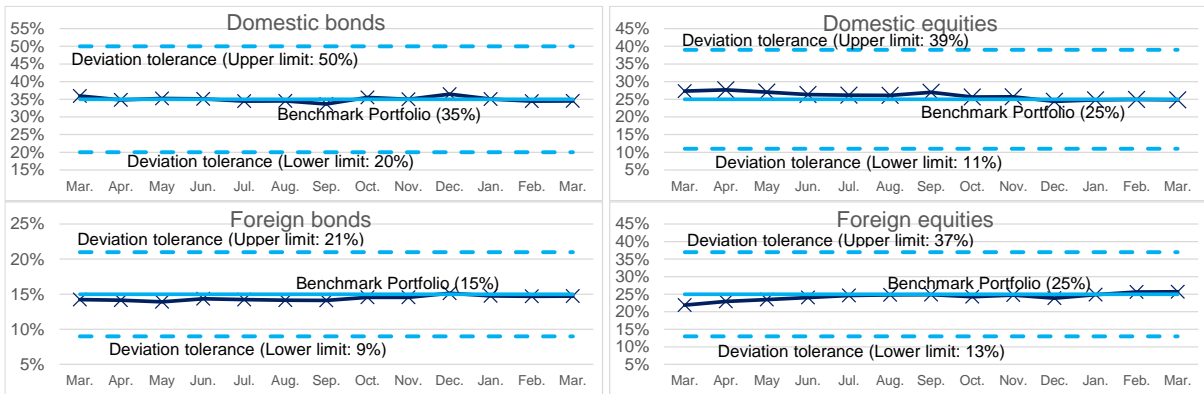 Domestic bonds
55%
50%
45%
40%
35%
30%
25%
20%
15%
Deviation tolerance (Upper limit: 50%)
Benchmark Portfolio (35%)
Deviation tolerance (Lower limit: 20%)
Mar. Apr. May Jun. Jul. Aug. Sep. Oct. Nov. Dec. Jan. Feb. Mar.
Domestic equities
45%
40%
35%
30%
25%
20%
15%
10%
5%
Deviation tolerance (Upper limit: 39%)
Benchmark Portfolio (25%)
Deviation tolerance (Lower limit: 11%)
Mar. Apr. May Jun. Jul. Aug. Sep. Oct. Nov. Dec. Jan. Feb. Mar.
Foreign bonds
25%
20%
15%
10%
5%
Deviation tolerance (Upper limit: 21%)
Benchmark Portfolio (15%)
Deviation tolerance (Lower limit: 9%)
Mar. Apr. May Jun. Jul. Aug. Sep. Oct. Nov. Dec. Jan. Feb. Mar.
Foreign equities
45%
40%
35%
30%
25%
20%
15%
10%
5%
Deviation tolerance (Upper limit: 37%)
Benchmark Portfolio (25%)
Deviation tolerance (Lower limit: 13%)
Mar. Apr. May Jun. Jul. Aug. Sep. Oct. Nov. Dec. Jan. Feb. Mar.